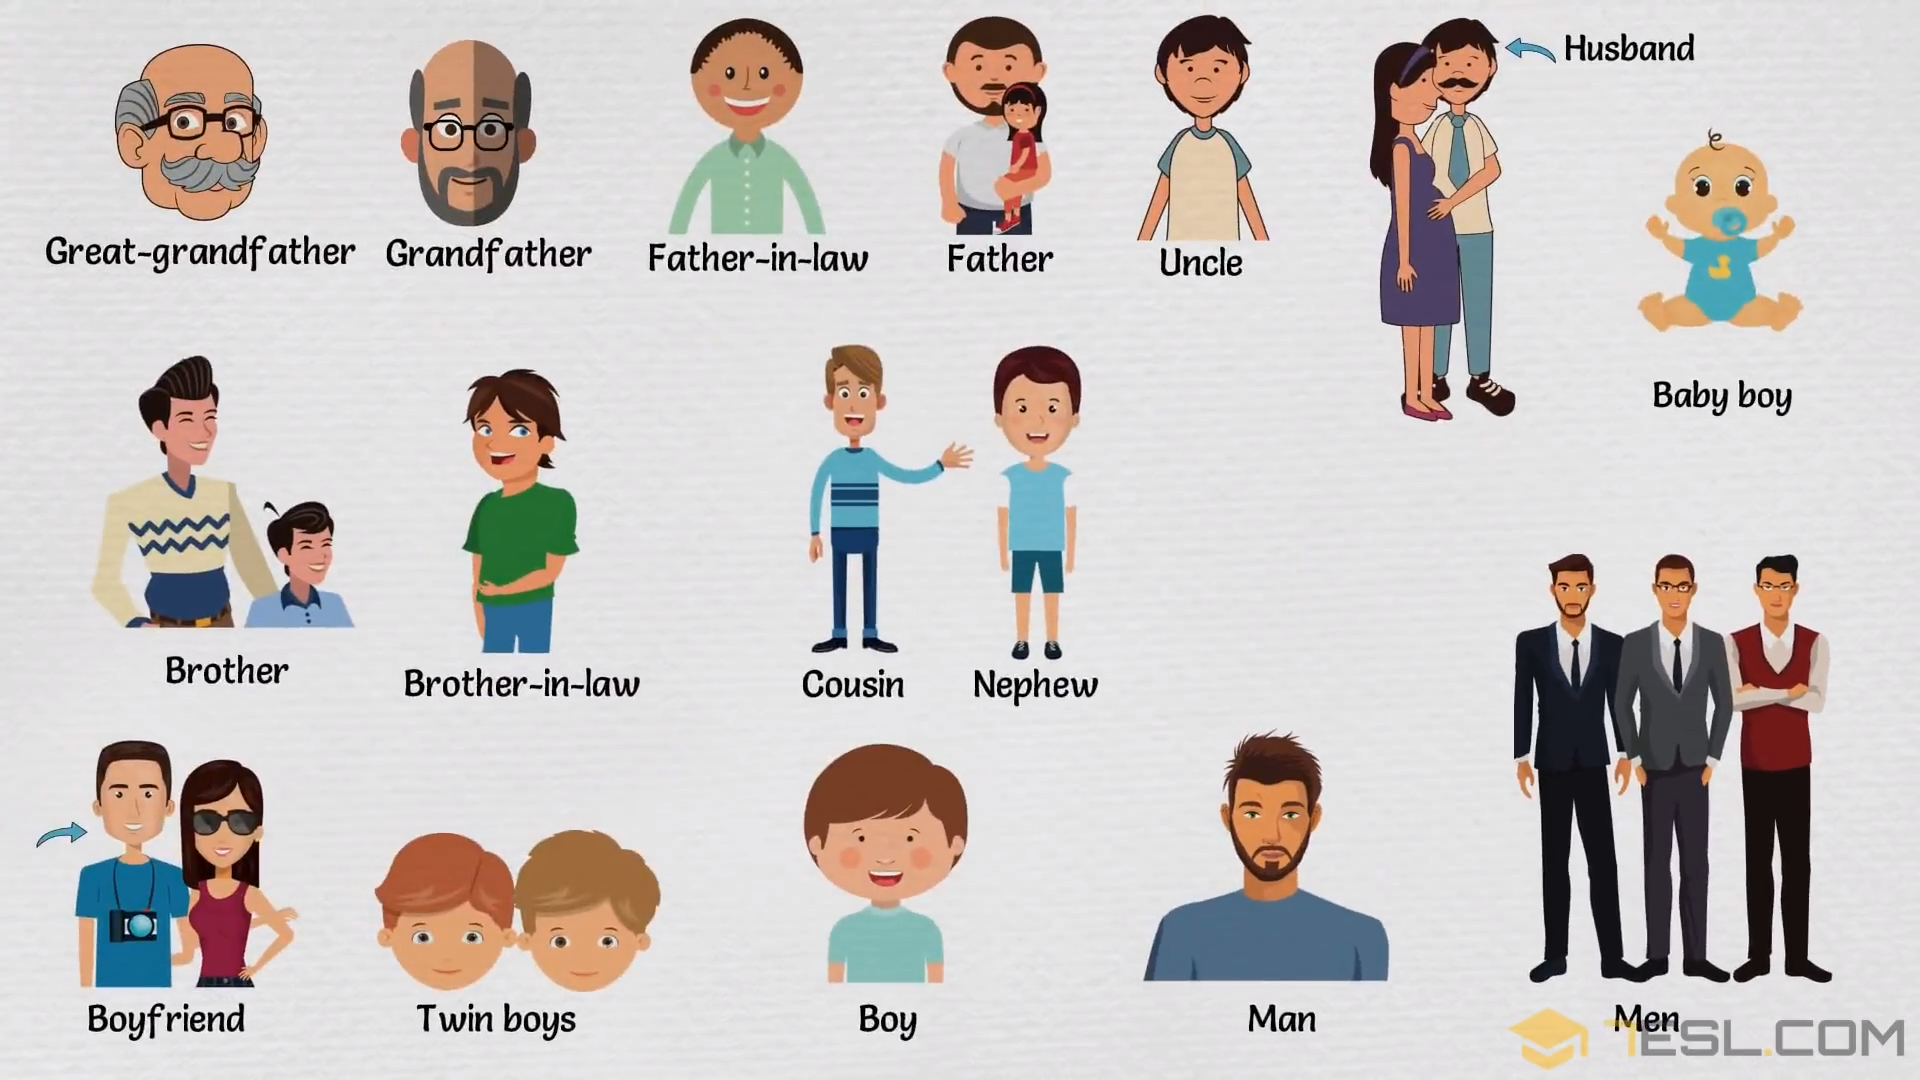 Husband
Great-grandfather
Grandfather
Father-in-law
Father
Uncle
Baby boy
Brother
Brother-in-law
Cousin
Nephew
Boyfriend
Twin boys
Boy
Man
Men
7ESL.COM